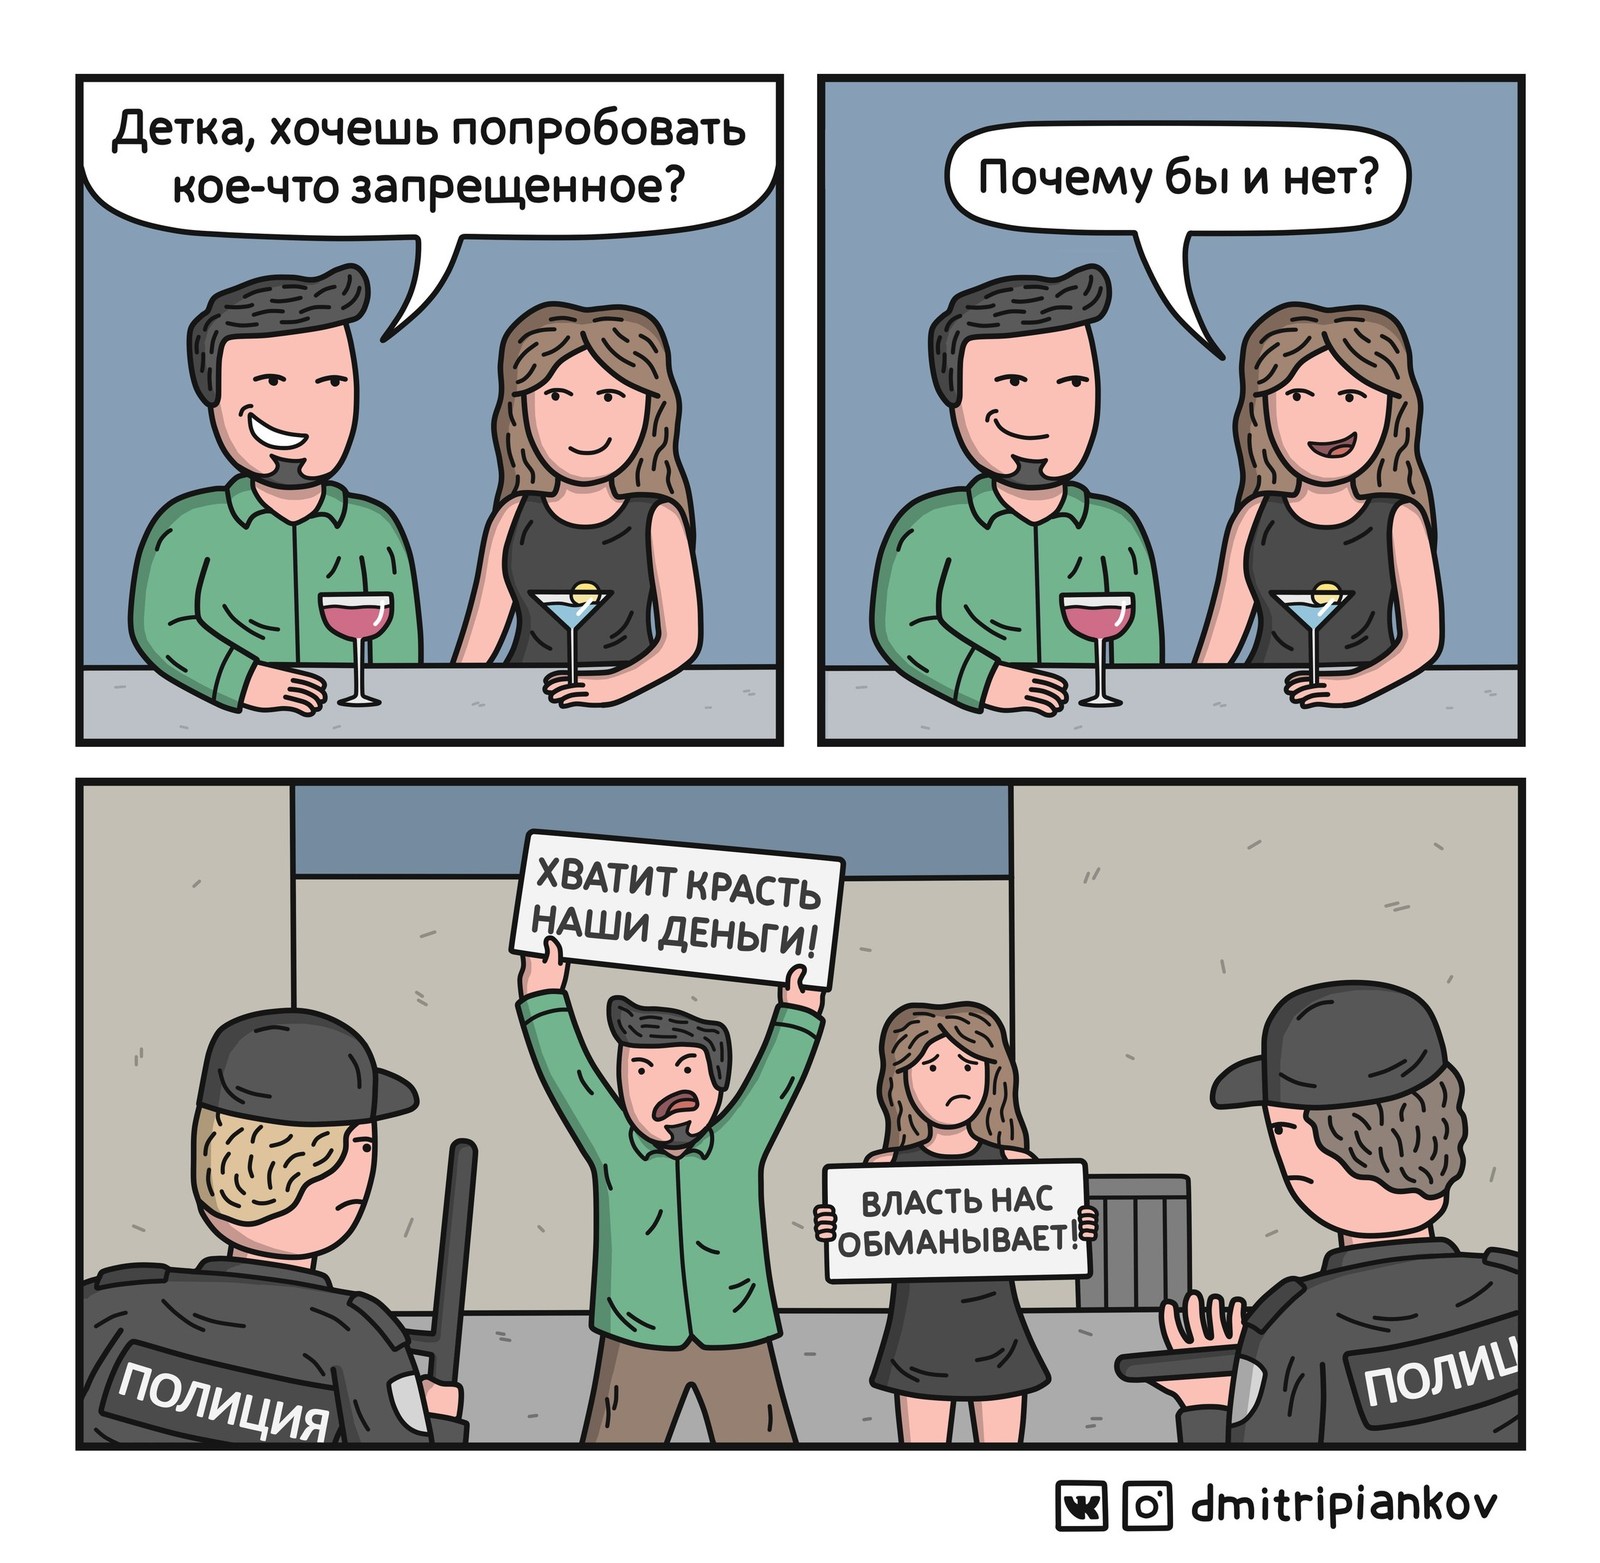 Детка, хочешь попробовать
кое-что запрещенное?
Почему бы и нет?
ХВАТИТ КРАСТЬ
НАШИ ДЕНЬГИ!
ВЛАСТЬ НАС
ОБМАНЫВАЕТ!
ПОЛИЦИЯ
ПОЛИЦ
dmitripiankov